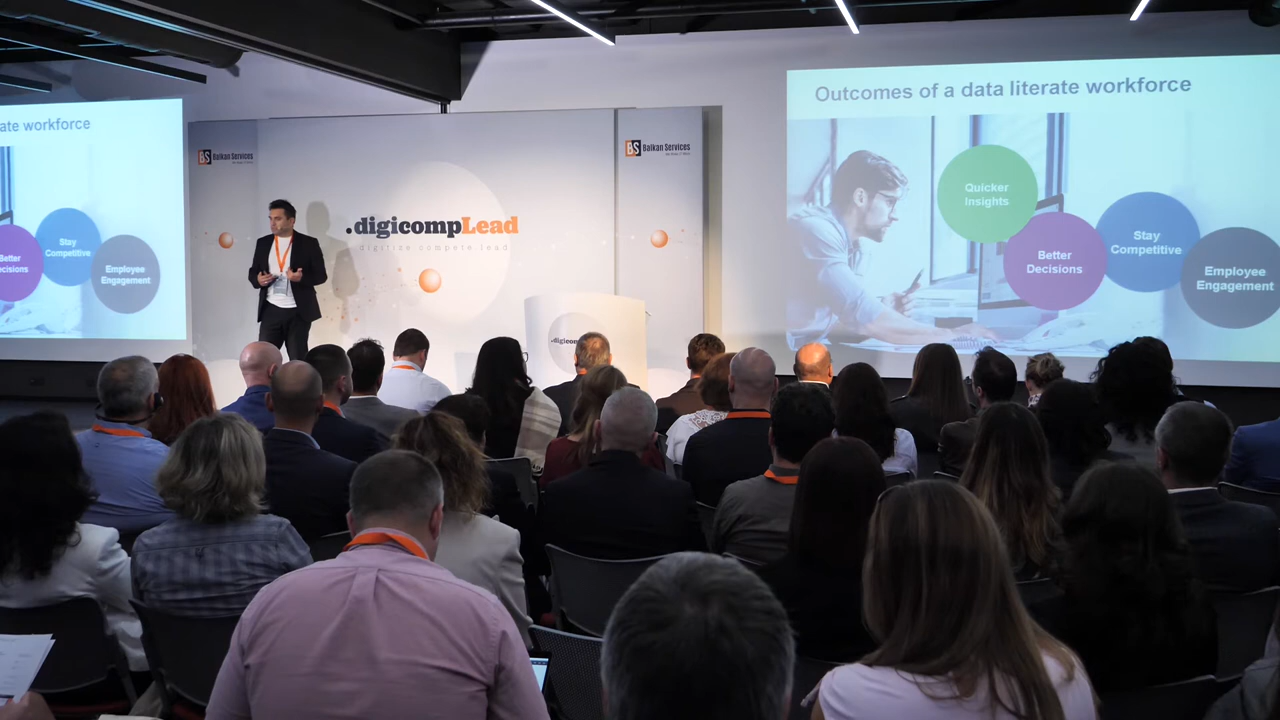 ate workforce
Better
ecisions
Stay
Competitive
Employee
Engagement
BS Balkan Services
.digicompLead
digitize.compete.lead
BS Balkan Services
.digicom
Outcomes of a data literate workforce
Quicker
Insights
Better
Decisions
Stay
Competitive
Employee
Engagement